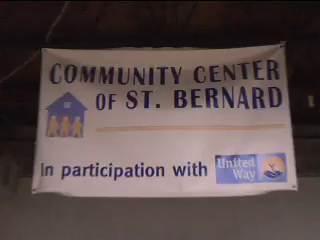 COMMUNITY CENTER
OF ST. BERNARD
In participation with United Way